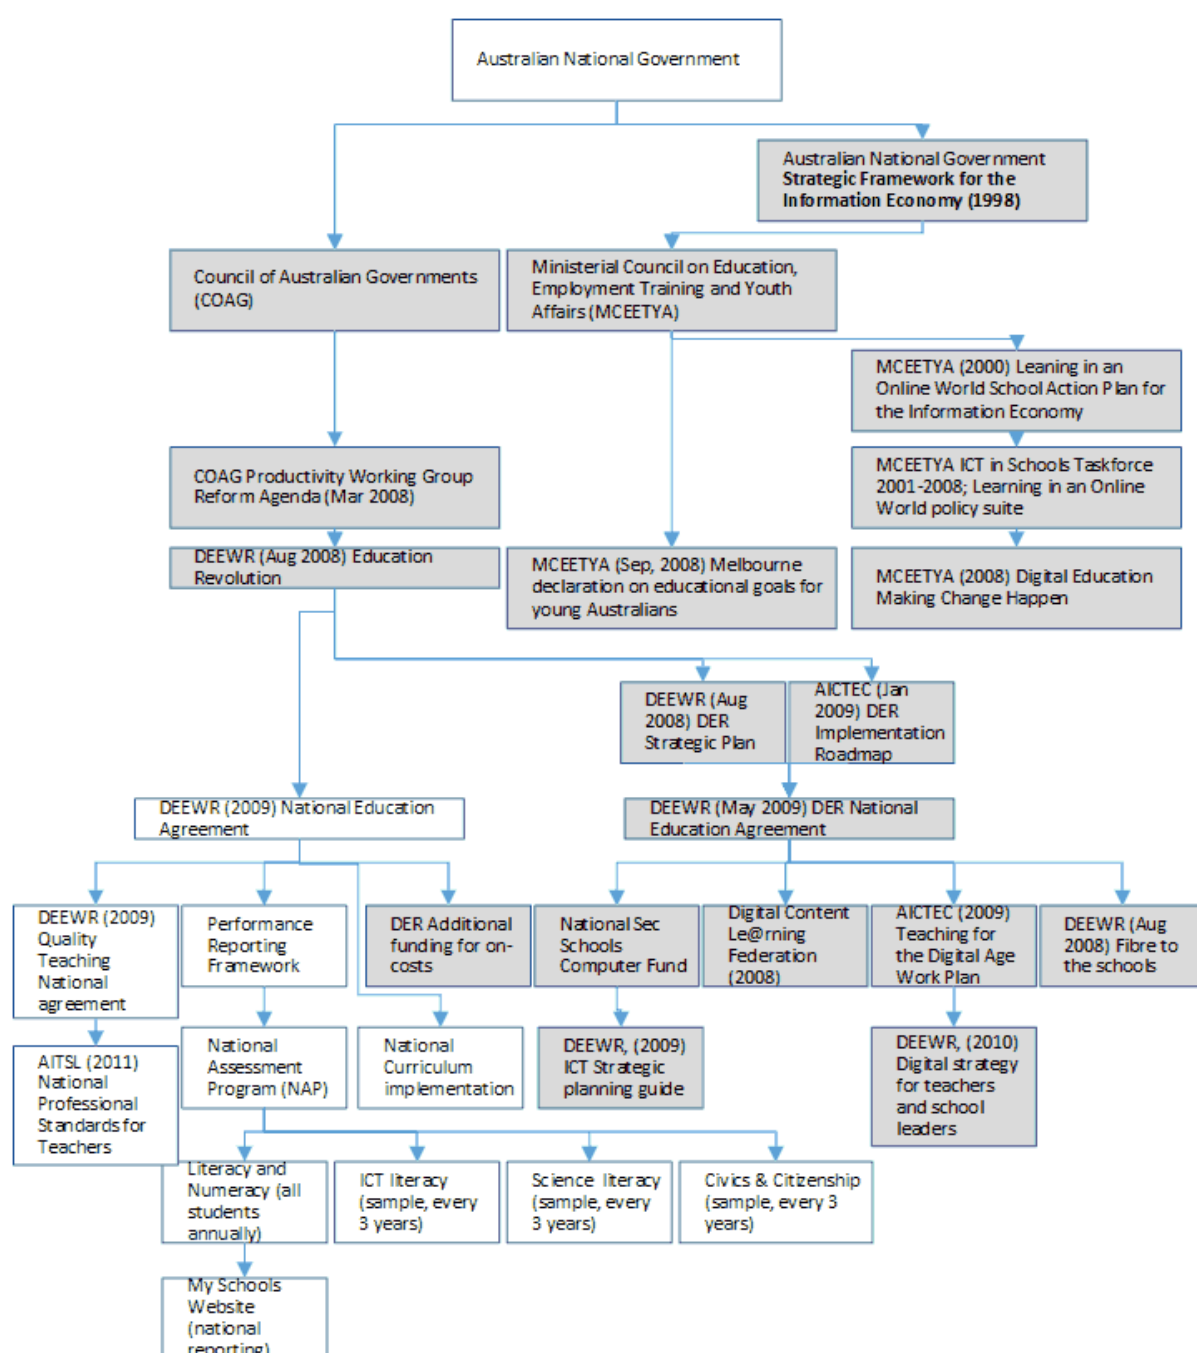 Australian National Government
Australian National Government
Strategic Framework for the
Information Economy (1998)
Council of Australian Governments
(COAG)
Ministerial Council on Education,
Employment Training and Youth
Affairs (MCEETYA)
MCEETYA (2000) Leaning in an
Online World School Action Plan for
the Information Economy
COAG Productivity Working Group
Reform Agenda (Mar 2008)
MCEETYA ICT in Schools Taskforce
2001-2008; Learning in an Online
World policy suite
DEEWR (Aug 2008) Education
Revolution
MCEETYA (Sep, 2008) Melbourne
declaration on educational goals for
young Australians
MCEETYA (2008) Digital Education
Making Change Happen
DEEWR (Aug
2008) DER
Strategic Plan
AICTEC (Jan
2009) DER
Implementation
Roadmap
DEEWR (2009) National Education
Agreement
DEEWR (May 2009) DER National
Education Agreement
DEEWR (2009)
Quality
Teaching
National
agreement
Performance
Reporting
Framework
DER Additional
funding for on-
costs
National Sec
Schools
Computer Fund
Digital Content
Le@rning
Federation
(2008)
AICTEC (2009)
Teaching for
the Digital Age
Work Plan
DEEWR (Aug
2008) Fibre to
the schools
AITSL (2011)
National
Professional
Standards for
Teachers
National
Assessment
Program (NAP)
National
Curriculum
implementation
DEEWR, (2009)
ICT Strategic
planning guide
DEEWR, (2010)
Digital strategy
for teachers
and school
leaders
Literacy and
Numeracy (all
students
annually)
ICT literacy
(sample, every
3 years)
Science literacy
(sample, every
3 years)
Civics & Citizenship
(sample, every 3
years)
My Schools
Website
(national
reporting)